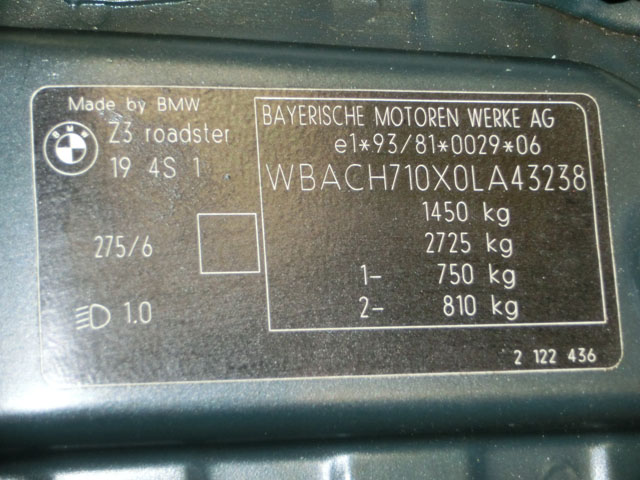 Made by BMW
BMW
Z3 roadster
19 4S 1
275/6
1.0
BAYERISCHE MOTOREN WERKE AG
e1*93/81*0029*06
WBACH710X0LA43238
1450 kg
2725 kg
1- 750 kg
2- 810 kg
2 122 436